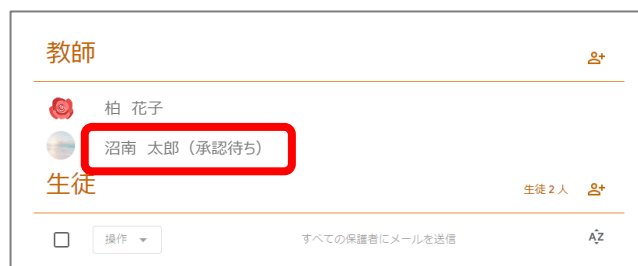 教師
柏 花子
沼南 太郎（承認待ち）
生徒
生徒 2 人
操作
すべての保護者にメールを送信
AZ